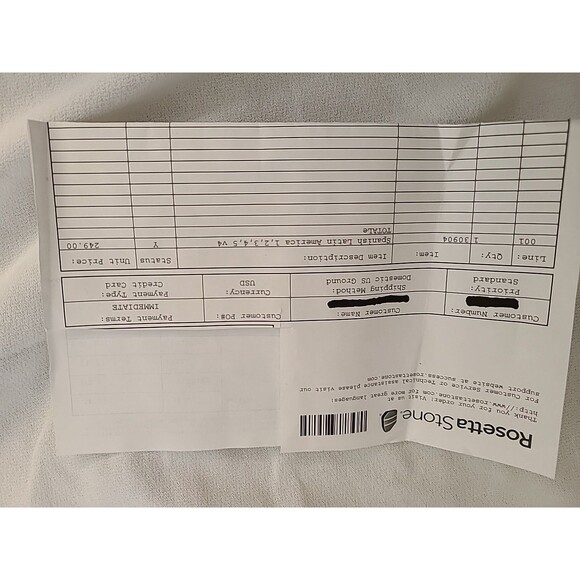 RosettaStone
Thank you for your order: Visit us at
http://www.rosettastone.com for more great languages:
For Customer Service or Technical assistance please visit our
support website at success.rosettastone.com
Customer Number: Customer Name: Customer PO#: Payment Terms:
IMMEDIATE
Priority: Shipping Method: Currency: Payment Type:
Standard Domestic US Ground USD Credit Card
Line: Qty: Item: Item Description: Status Unit Price:
001 1 30904 Spanish Latin America 1,2,3,4,5 v4 Y 249.00
TOTALe